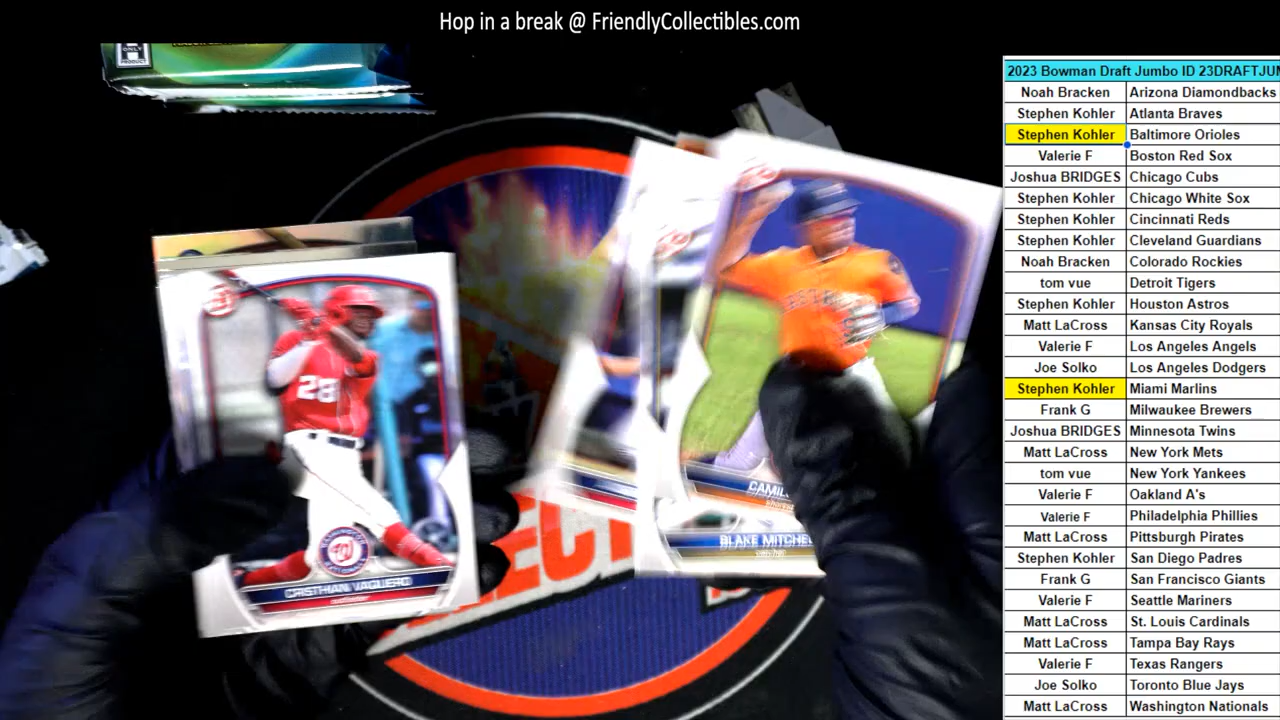 Hop in a break @ FriendlyCollectibles.com
2023 Bowman Draft Jumbo ID 23DRAFTJUM
Noah Bracken Arizona Diamondbacks
Stephen Kohler Atlanta Braves
Stephen Kohler Baltimore Orioles
Valerie F Boston Red Sox
Joshua BRIDGES Chicago Cubs
Stephen Kohler Chicago White Sox
Stephen Kohler Cincinnati Reds
Stephen Kohler Cleveland Guardians
Noah Bracken Colorado Rockies
tom vue Detroit Tigers
Stephen Kohler Houston Astros
Matt LaCross Kansas City Royals
Valerie F Los Angeles Angels
Joe Solko Los Angeles Dodgers
Stephen Kohler Miami Marlins
Frank G Milwaukee Brewers
Joshua BRIDGES Minnesota Twins
Matt LaCross New York Mets
tom vue New York Yankees
Valerie F Oakland A's
Valerie F Philadelphia Phillies
Matt LaCross Pittsburgh Pirates
Stephen Kohler San Diego Padres
Frank G San Francisco Giants
Valerie F Seattle Mariners
Matt LaCross St. Louis Cardinals
Matt LaCross Tampa Bay Rays
Valerie F Texas Rangers
Joe Solko Toronto Blue Jays
Matt LaCross Washington Nationals
ONLY
PRODUCT
28
CRISTHIAN VAQUERO
CAMIL
BLAKE MITCHEL
ECT